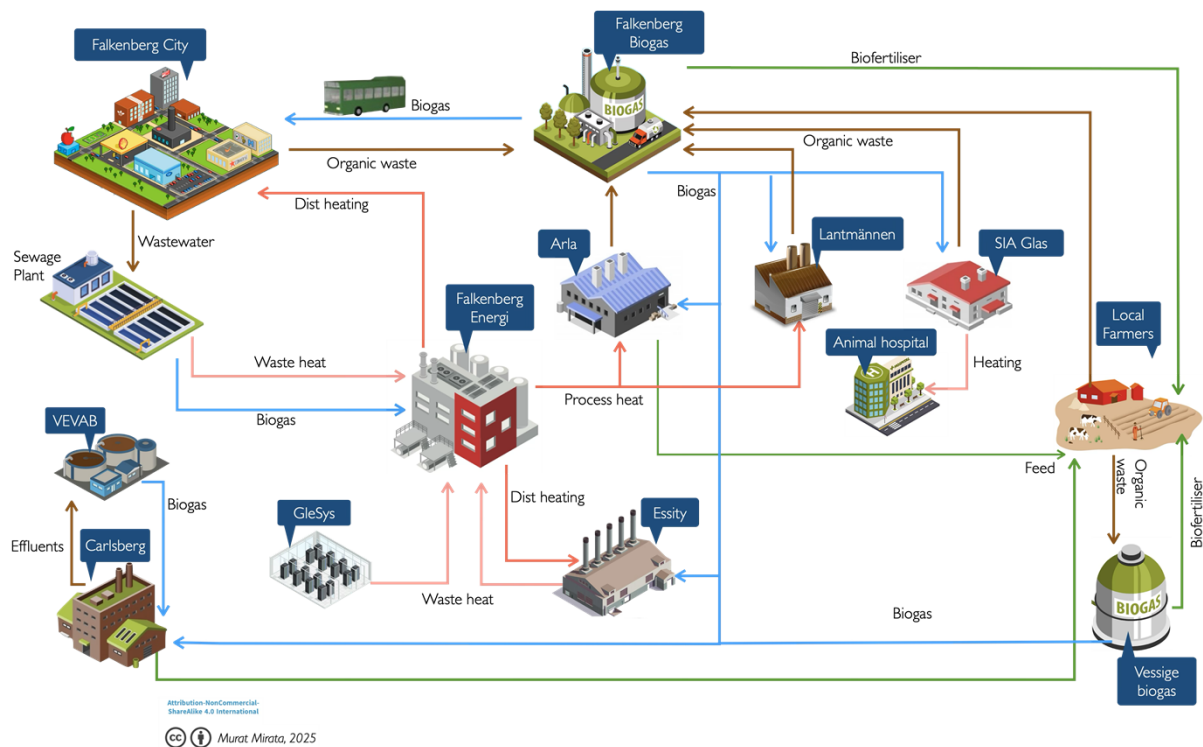 Falkenberg City
Falkenberg
Biogas
Biofertiliser
BIOGAS
Biogas
Organic waste
Organic waste
Dist heating
Biogas
Wastewater
Sewage
Plant
Arla
Lantmännen
SIA Glas
Falkenberg
Energi
Local
Farmers
Animal hospital
Waste heat
Heating
Process heat
Biogas
VEVAB
Feed
Organic
waste
Biofertiliser
Biogas
Dist heating
GleSys
Essity
Effluents
Carlsberg
Waste heat
BIOGAS
Biogas
Vessige
biogas
Attribution-NonCommercial-
ShareAlike 4.0 International
cc
Murat Mirata, 2025